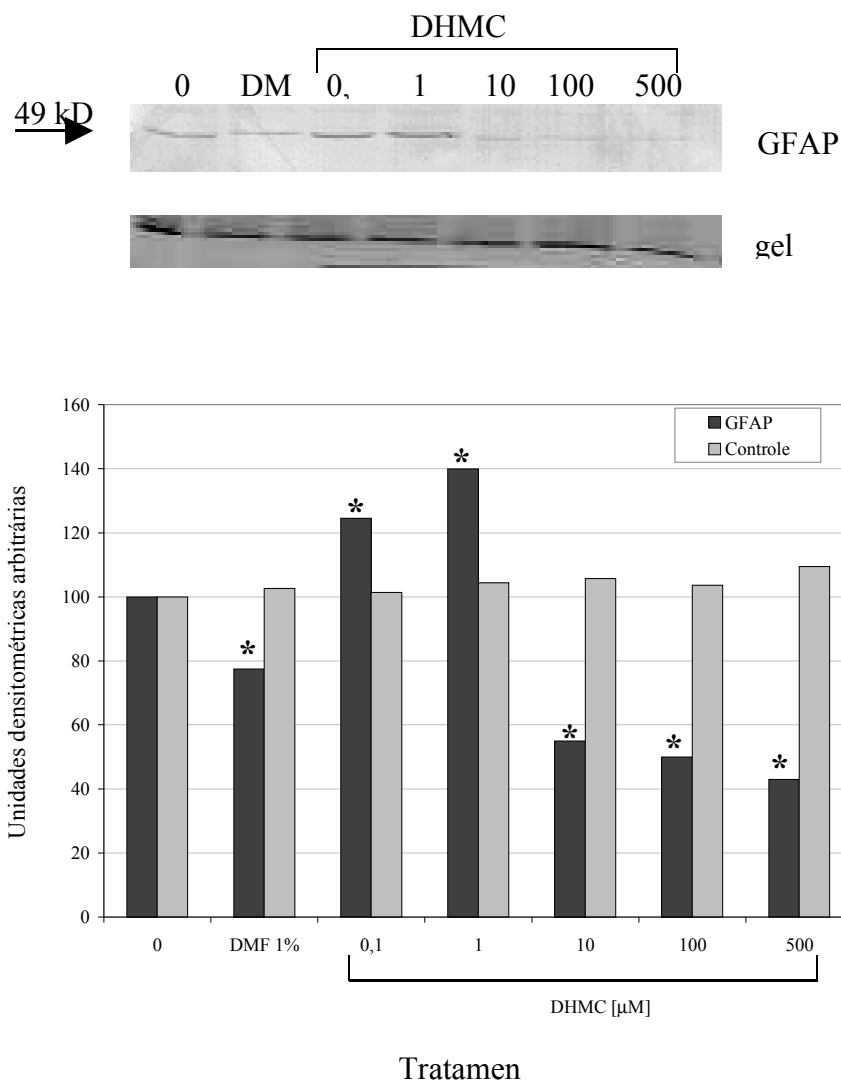 DHMC
0 DM 0, 1 10 100 500
49 kD
GFAP
gel
160
140
120
100
80
60
40
20
0
Unidades densitométricas arbitrárias
GFAP
Controle
*
*
*
*
*
*
0 DMF 1% 0,1 1 10 100 500
DHMC [µM]
Tratamen